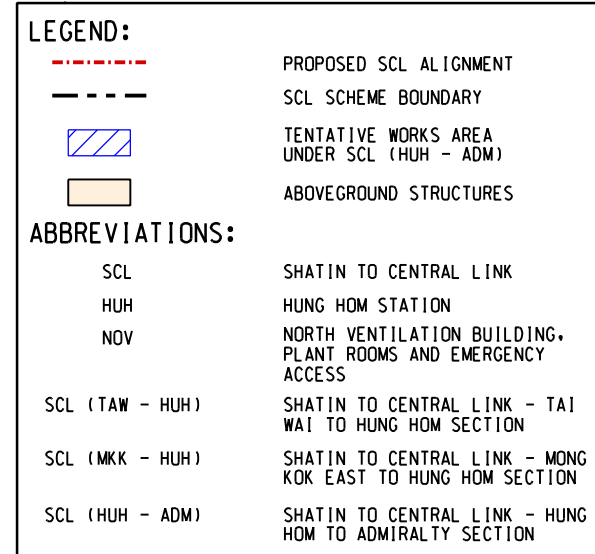 LEGEND:
PROPOSED SCL ALIGNMENT
SCL SCHEME BOUNDARY
TENTATIVE WORKS AREA
UNDER SCL (HUH - ADM)
ABOVEGROUND STRUCTURES
ABBREVIATIONS:
SCL SHATIN TO CENTRAL LINK
HUH HUNG HOM STATION
NOV NORTH VENTILATION BUILDING,
PLANT ROOMS AND EMERGENCY
ACCESS
SCL (TAW - HUH) SHATIN TO CENTRAL LINK - TAI
WAI TO HUNG HOM SECTION
SCL (MKK - HUH) SHATIN TO CENTRAL LINK - MONG
KOK EAST TO HUNG HOM SECTION
SCL (HUH - ADM) SHATIN TO CENTRAL LINK - HUNG
HOM TO ADMIRALTY SECTION